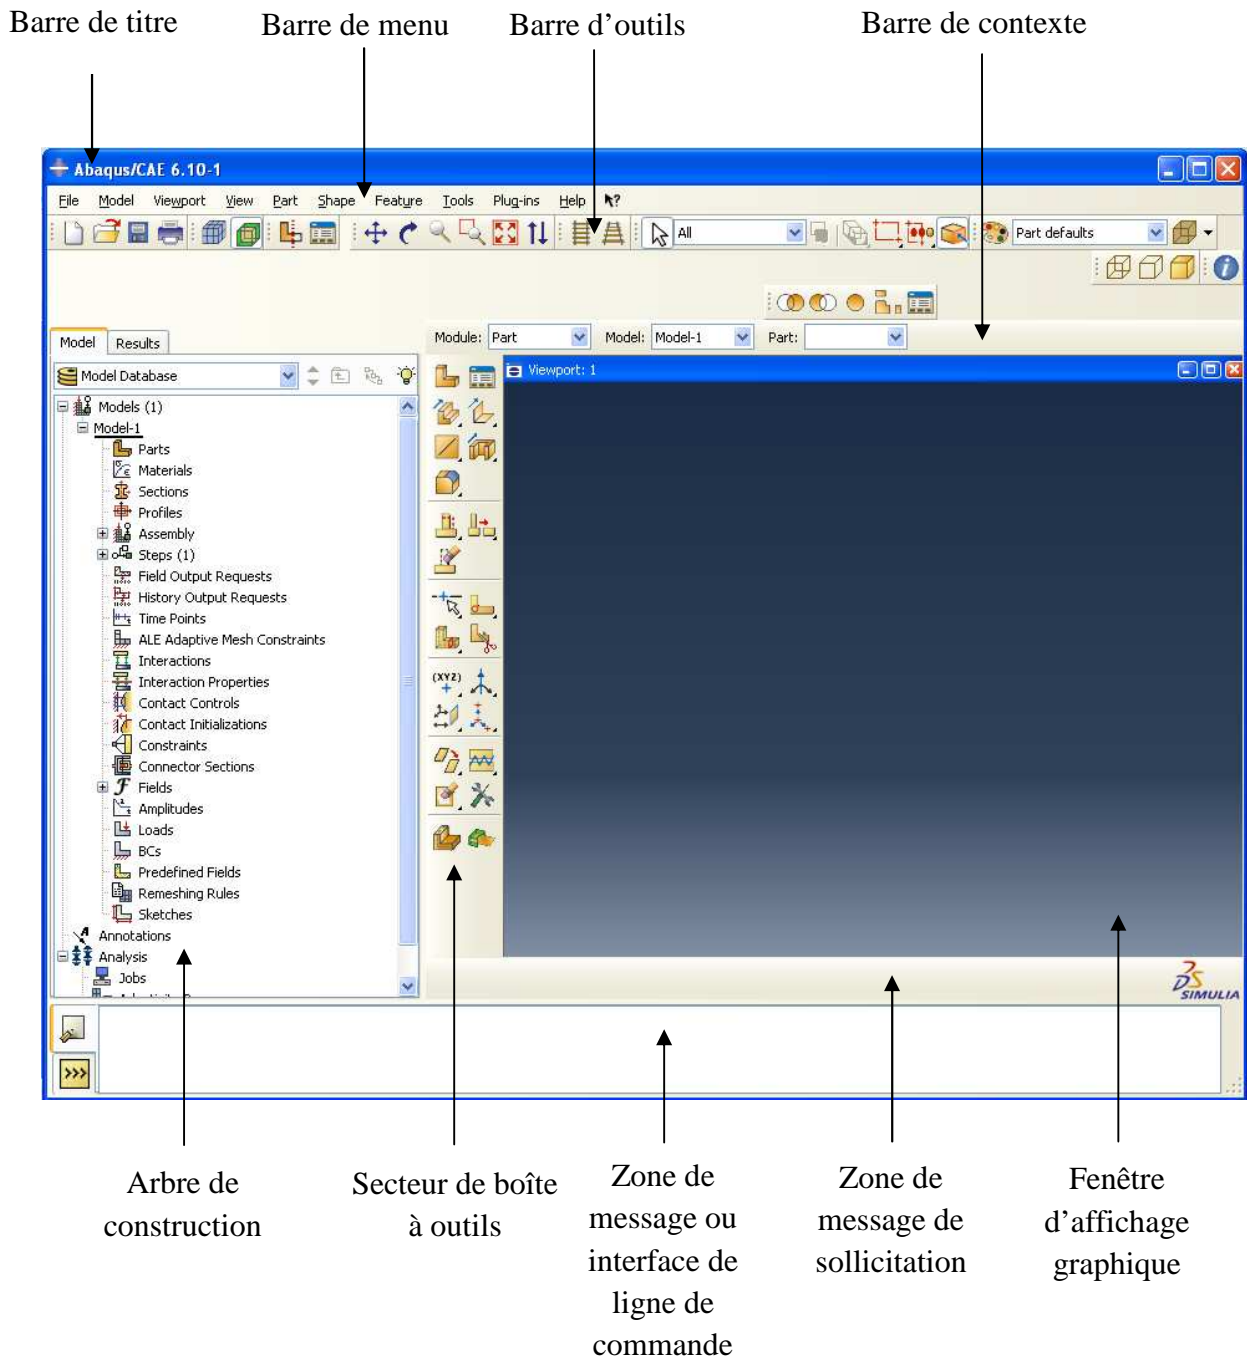 Barre de titre
Barre de menu
Barre d’outils
Barre de contexte
Abaqus/CAE 6.10-1
File Model Viewport View Part Shape Feature Tools Plug-ins Help
All
Part defaults
Module: Part Model: Model-1 Part:
Model Results
Viewport: 1
Model Database
Models (1)
Model-1
Parts
Materials
Sections
Profiles
Assembly
Steps (1)
Field Output Requests
History Output Requests
Time Points
ALE Adaptive Mesh Constraints
Interactions
Interaction Properties
Contact Controls
Contact Initializations
Constraints
Connector Sections
Fields
Amplitudes
Loads
BCs
Predefined Fields
Remeshing Rules
Sketches
Annotations
Analysis
Jobs
(XYZ)
SIMULIA
>>>
Arbre de
construction
Secteur de boîte
à outils
Zone de
message ou
interface de
ligne de
commande
Zone de
message de
sollicitation
Fenêtre
d’affichage
graphique